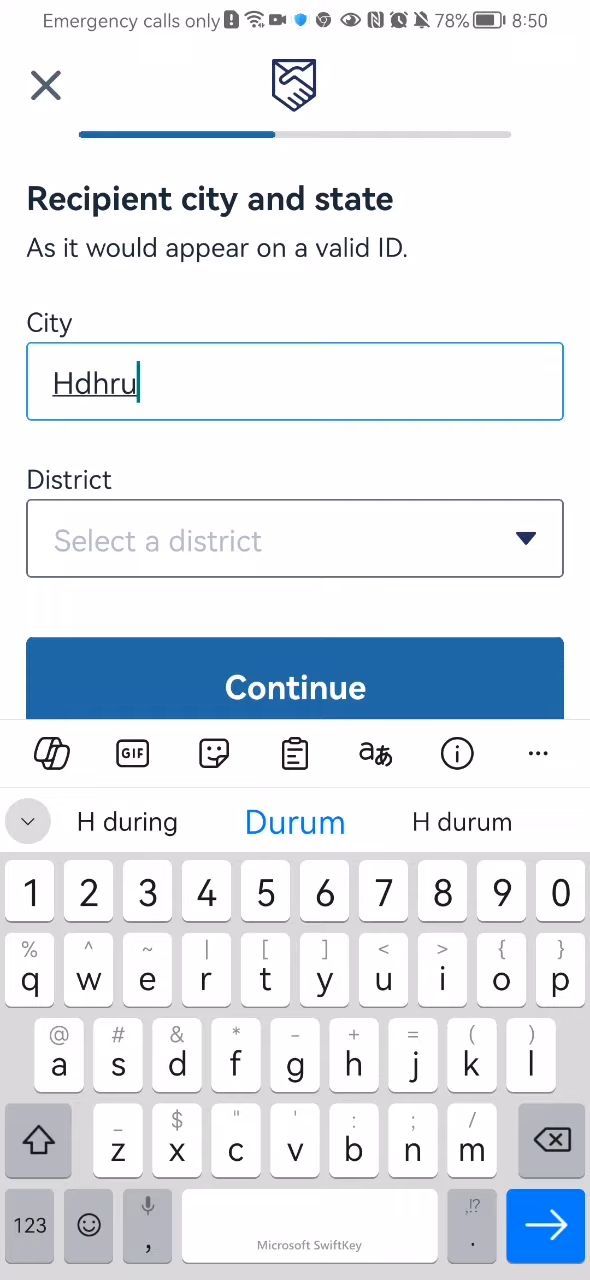 Emergency calls only 78% 8:50
Recipient city and state
As it would appear on a valid ID.
City
Hdhru
District
Select a district
Continue
GIF aあ ...
H during Durum H durum
1 2 3 4 5 6 7 8 9 0
% ^ ~ | [ ] < > { }
q w e r t y u i o p
@ # & * - + = ( )
a s d f g h j k l
_ $ " ' : ; /
z x c v b n m
,!?
123 , Microsoft SwiftKey .